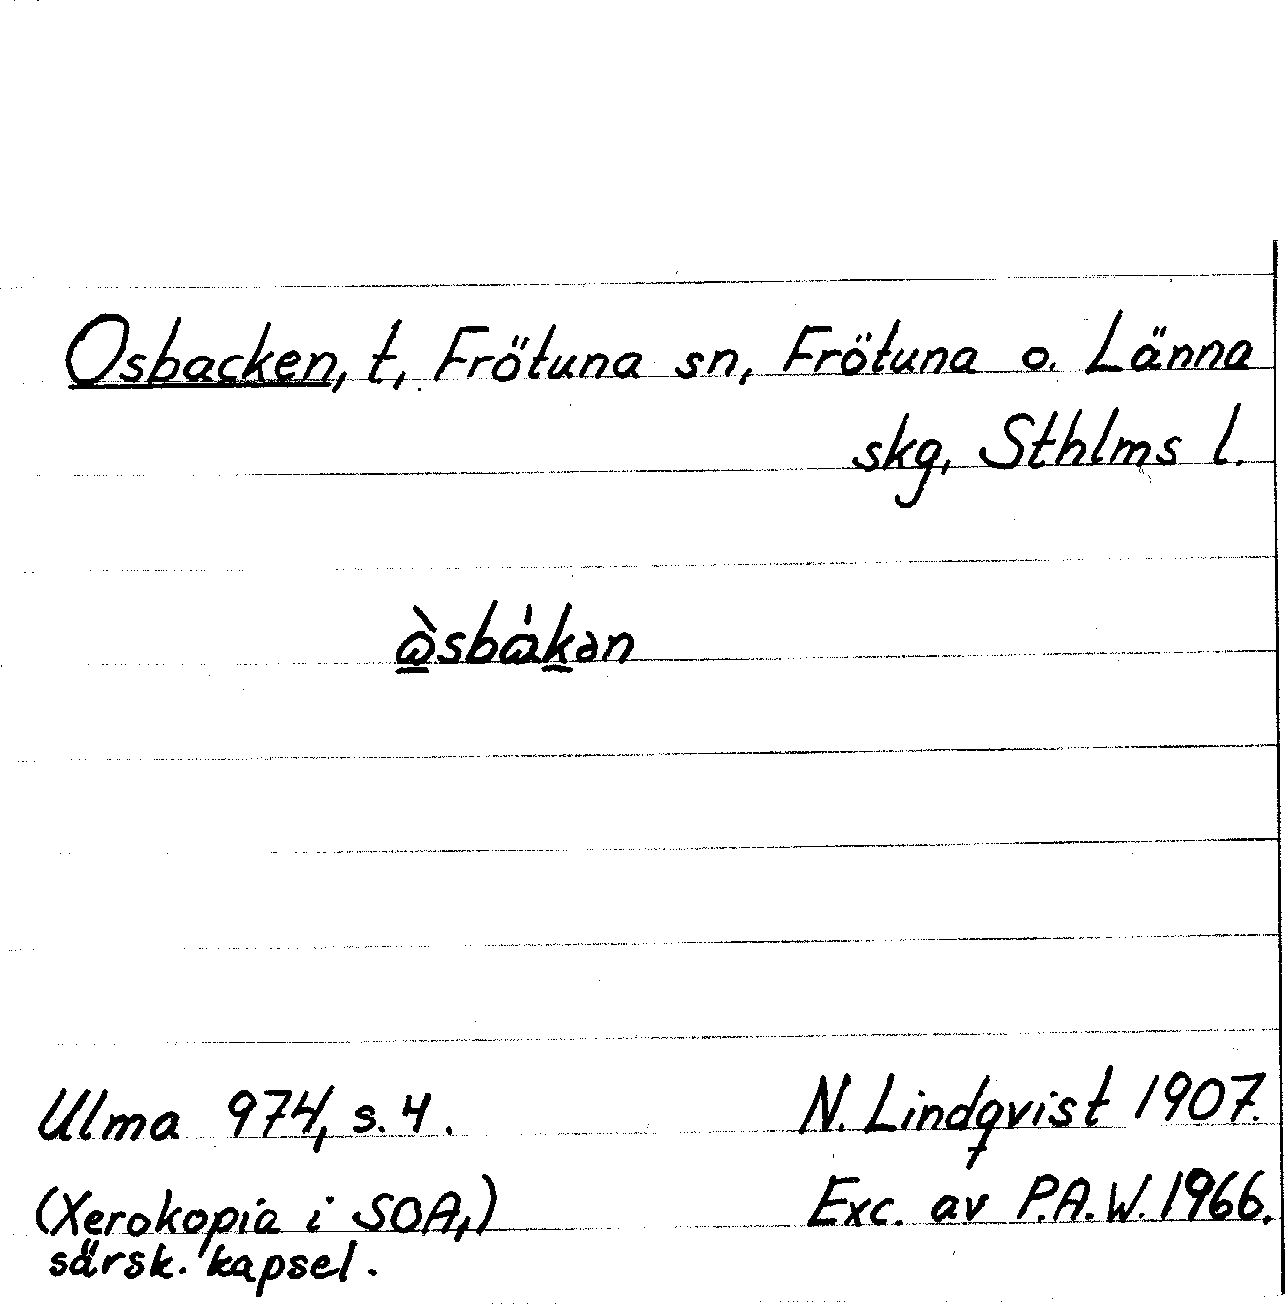 Osbacken, t, Frötuna sn, Frötuna o. Länna
skg, Sthlms l.
Ulma 974, s. 4.
N. Lindqvist 1907.
(Xerokopia i SOA,)
Exc. av P.A.W. 1966.
särsk. kapsel.